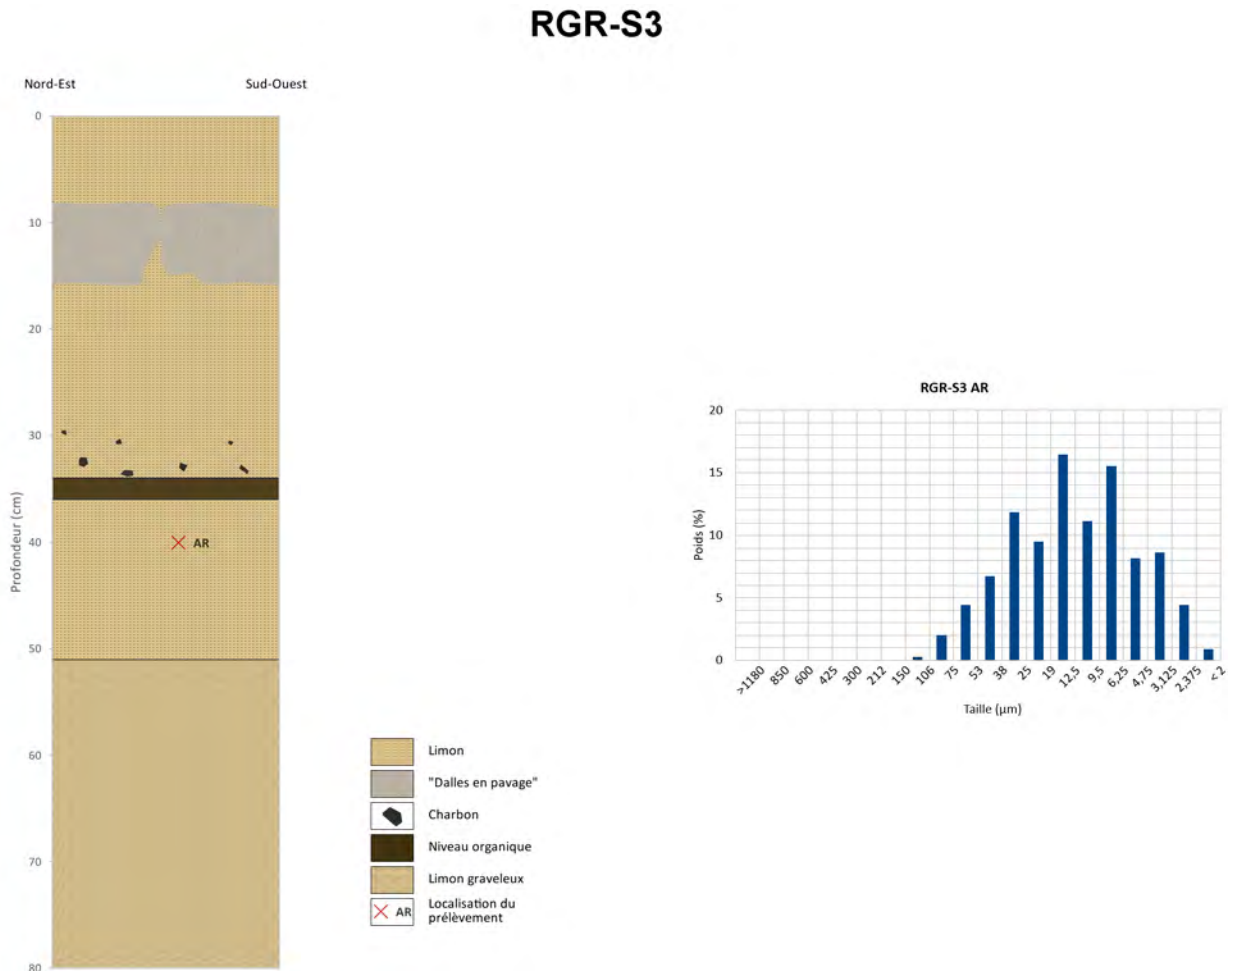 RGR-S3
Nord-Est
Sud-Ouest
0
10
20
30
40
50
60
70
80
Profondeur (cm)
AR
Limon
"Dalles en pavage"
Charbon
Niveau organique
Limon graveleux
AR
Localisation du
prélèvement
RGR-S3 AR
20
15
10
5
0
Poids (%)
>1180
850
600
425
300
212
150
106
75
53
38
25
19
12,5
9,5
6,25
4,75
3,125
2,375
< 2
Taille (µm)